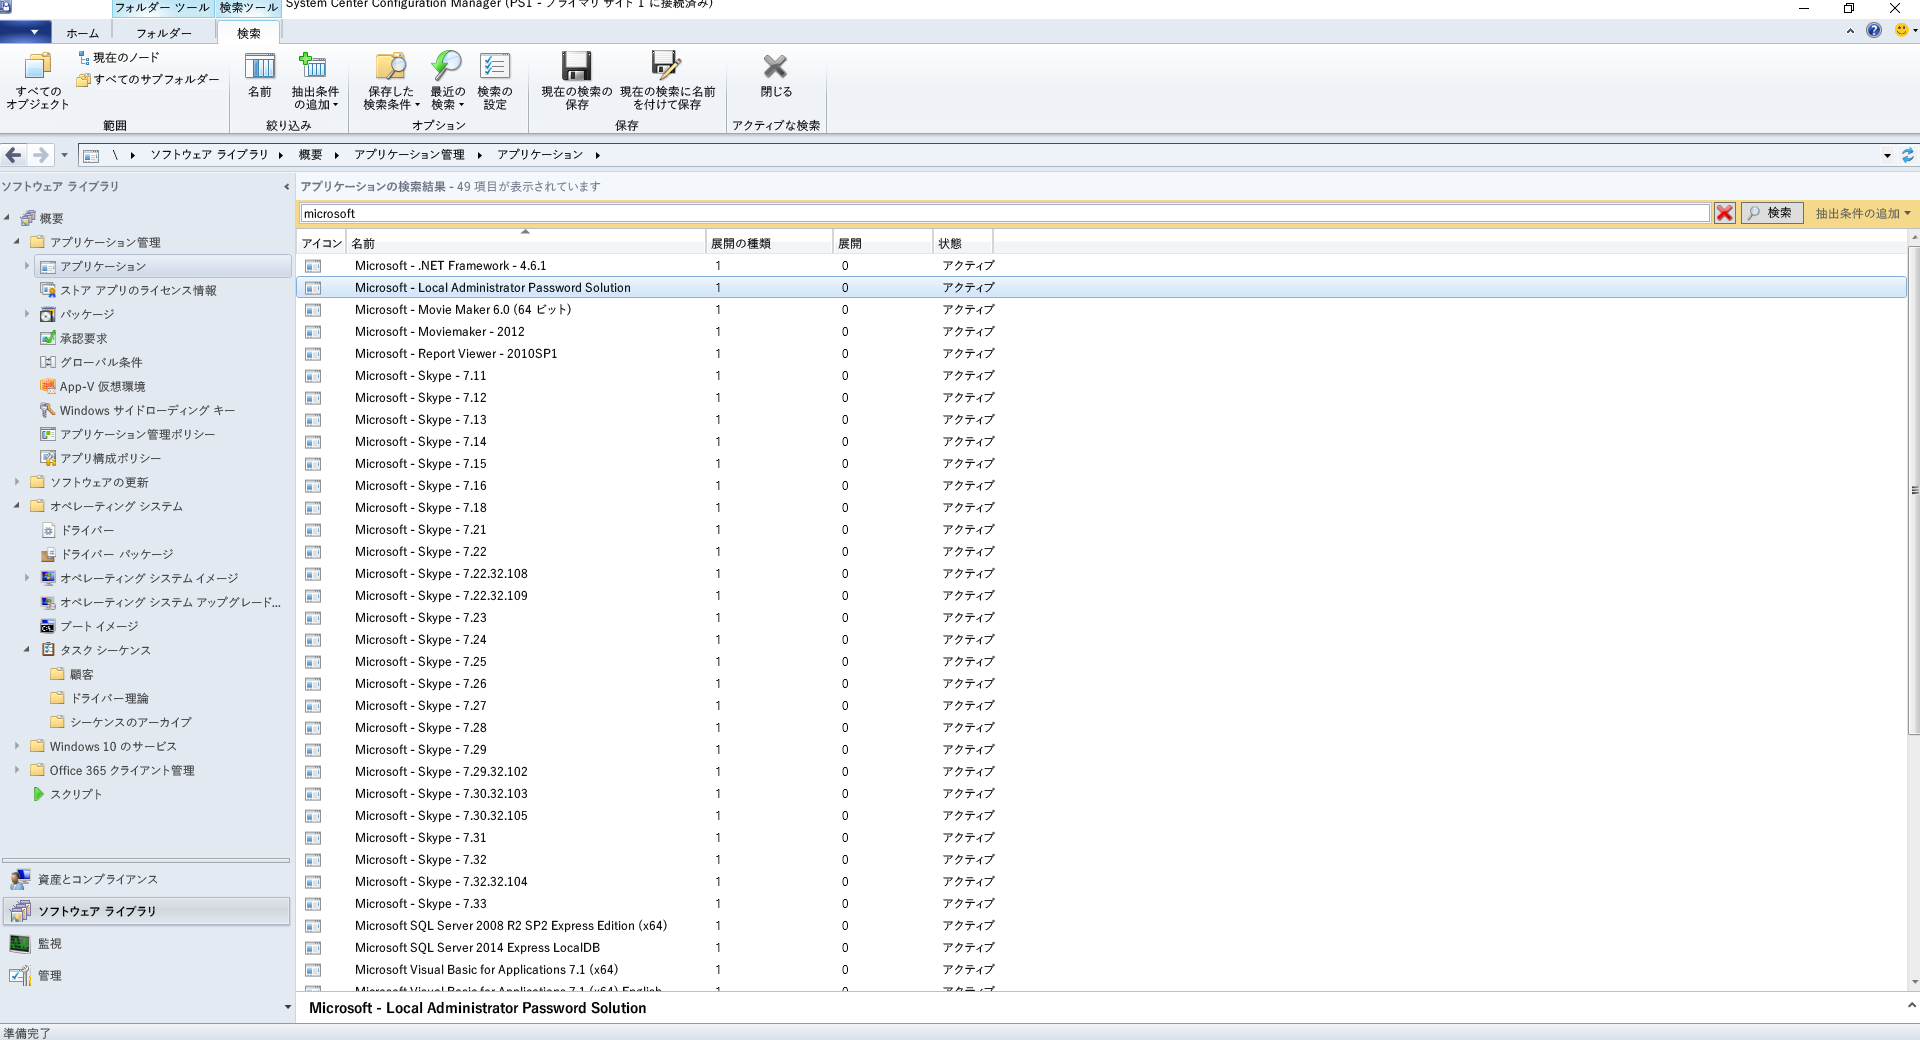 フォルダー ツール 検索ツール System Center Configuration Manager (PS1 - プライマリ サイト 1 に接続済み)
ホーム フォルダー 検索
すべての
オブジェクト
現在のノード
すべてのサブフォルダー
範囲
名前
抽出条件
の追加
絞り込み
保存した
検索条件
最近の
検索
検索の
設定
オプション
現在の検索の
保存
現在の検索に名前
を付けて保存
保存
閉じる
アクティブな検索
\ ソフトウェア ライブラリ 概要 アプリケーション管理 アプリケーション
ソフトウェア ライブラリ
概要
アプリケーション管理
アプリケーション
ストア アプリのライセンス情報
パッケージ
承認要求
グローバル条件
App-V 仮想環境
Windows サイドローディング キー
アプリケーション管理ポリシー
アプリ構成ポリシー
ソフトウェアの更新
オペレーティング システム
ドライバー
ドライバー パッケージ
オペレーティング システム イメージ
オペレーティング システム アップグレード...
ブート イメージ
タスク シーケンス
顧客
ドライバー理論
シーケンスのアーカイブ
Windows 10 のサービス
Office 365 クライアント管理
スクリプト
資産とコンプライアンス
ソフトウェア ライブラリ
監視
管理
アプリケーションの検索結果 - 49 項目が表示されています
microsoft 検索 抽出条件の追加
アイコン 名前 展開の種類 展開 状態
Microsoft - .NET Framework - 4.6.1 1 0 アクティブ
Microsoft - Local Administrator Password Solution 1 0 アクティブ
Microsoft - Movie Maker 6.0 (64 ビット) 1 0 アクティブ
Microsoft - Moviemaker - 2012 1 0 アクティブ
Microsoft - Report Viewer - 2010SP1 1 0 アクティブ
Microsoft - Skype - 7.11 1 0 アクティブ
Microsoft - Skype - 7.12 1 0 アクティブ
Microsoft - Skype - 7.13 1 0 アクティブ
Microsoft - Skype - 7.14 1 0 アクティブ
Microsoft - Skype - 7.15 1 0 アクティブ
Microsoft - Skype - 7.16 1 0 アクティブ
Microsoft - Skype - 7.18 1 0 アクティブ
Microsoft - Skype - 7.21 1 0 アクティブ
Microsoft - Skype - 7.22 1 0 アクティブ
Microsoft - Skype - 7.22.32.108 1 0 アクティブ
Microsoft - Skype - 7.22.32.109 1 0 アクティブ
Microsoft - Skype - 7.23 1 0 アクティブ
Microsoft - Skype - 7.24 1 0 アクティブ
Microsoft - Skype - 7.25 1 0 アクティブ
Microsoft - Skype - 7.26 1 0 アクティブ
Microsoft - Skype - 7.27 1 0 アクティブ
Microsoft - Skype - 7.28 1 0 アクティブ
Microsoft - Skype - 7.29 1 0 アクティブ
Microsoft - Skype - 7.29.32.102 1 0 アクティブ
Microsoft - Skype - 7.30.32.103 1 0 アクティブ
Microsoft - Skype - 7.30.32.105 1 0 アクティブ
Microsoft - Skype - 7.31 1 0 アクティブ
Microsoft - Skype - 7.32 1 0 アクティブ
Microsoft - Skype - 7.32.32.104 1 0 アクティブ
Microsoft - Skype - 7.33 1 0 アクティブ
Microsoft SQL Server 2008 R2 SP2 Express Edition (x64) 1 0 アクティブ
Microsoft SQL Server 2014 Express LocalDB 1 0 アクティブ
Microsoft Visual Basic for Applications 7.1 (x64) 1 0 アクティブ
Microsoft Visual Basic for Applications 7.1 (x64) English 1 0 アクティブ
Microsoft - Local Administrator Password Solution
準備完了